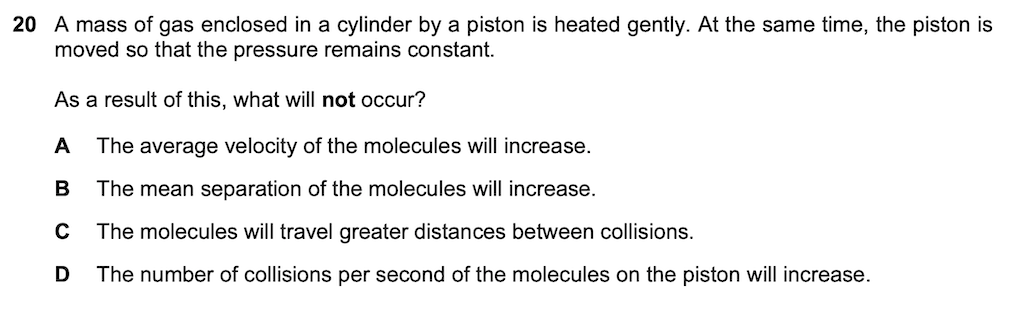 20 A mass of gas enclosed in a cylinder by a piston is heated gently. At the same time, the piston is
moved so that the pressure remains constant.
As a result of this, what will not occur?
A The average velocity of the molecules will increase.
B The mean separation of the molecules will increase.
C The molecules will travel greater distances between collisions.
D The number of collisions per second of the molecules on the piston will increase.